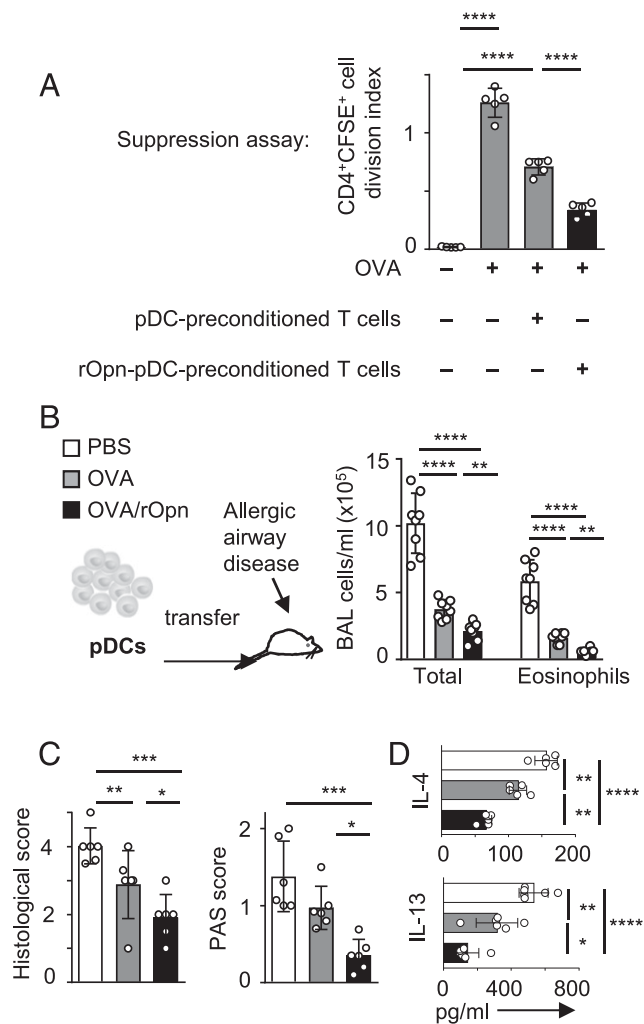 ****
**** ****
A
Suppression assay:
CD4⁺CFSE⁺ cell
division index
1
0
OVA – + + +
pDC-preconditioned T cells – – + –
rOpn-pDC-preconditioned T cells – – – +
B
PBS
OVA
OVA/rOpn
Allergic
airway
disease
transfer
pDCs
BAL cells/ml (x10⁵)
15
10
5
0
****
**** **
****
**** **
Total Eosinophils
C
Histological score
4
2
0
***
** *
PAS score
2
1
0
***
*
D
IL-4
**
**
****
0 100 200
IL-13
**
*
****
0 400 800
pg/ml